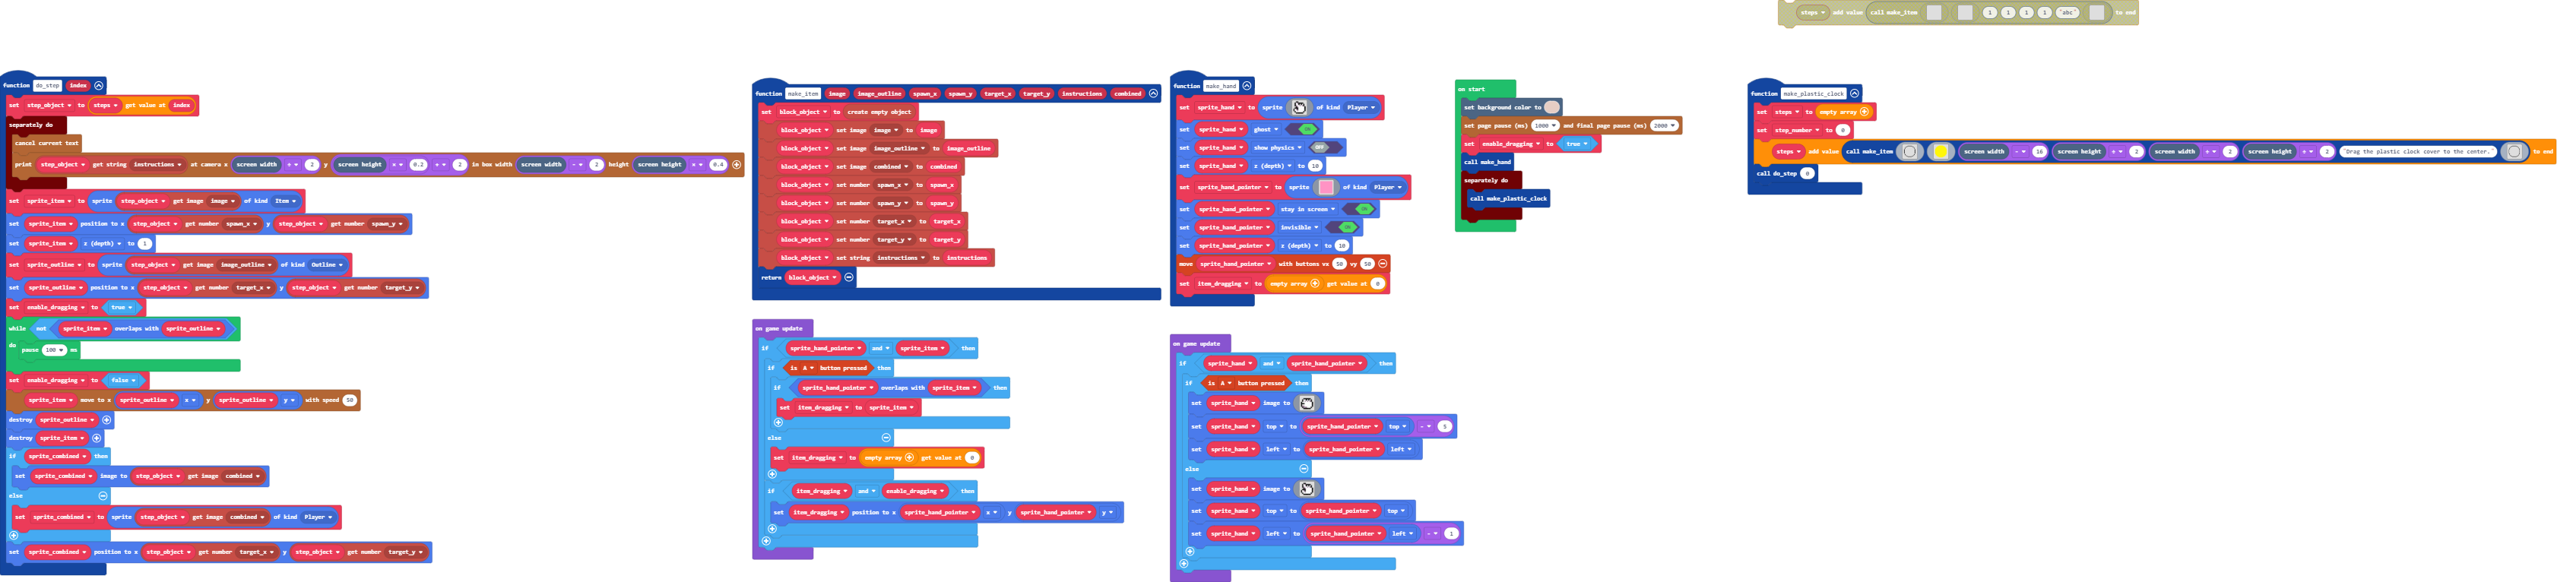 steps add value call make_item 1 1 1 1 "abc" to end
function do_step index
set step_object to steps get value at index
separately do
cancel current text
print step_object get string instructions at camera x screen width ÷ 2 y screen height × 0.2 ÷ 2 in box width screen width - 2 height screen height × 0.4
set sprite_item to sprite step_object get image image of kind Item
set sprite_item position to x step_object get number spawn_x y step_object get number spawn_y
set sprite_item z (depth) to 1
set sprite_outline to sprite step_object get image image_outline of kind Outline
set sprite_outline position to x step_object get number target_x y step_object get number target_y
set enable_dragging to true
while not sprite_item overlaps with sprite_outline
do pause 100 ms
set enable_dragging to false
sprite_item move to x sprite_outline x y sprite_outline y with speed 50
destroy sprite_outline
destroy sprite_item
if sprite_combined then
set sprite_combined image to step_object get image combined
else
set sprite_combined to sprite step_object get image combined of kind Player
set sprite_combined position to x step_object get number target_x y step_object get number target_y
function make_item image image_outline spawn_x spawn_y target_x target_y instructions combined
set block_object to create empty object
block_object set image image to image
block_object set image image_outline to image_outline
block_object set image combined to combined
block_object set number spawn_x to spawn_x
block_object set number spawn_y to spawn_y
block_object set number target_x to target_x
block_object set number target_y to target_y
block_object set string instructions to instructions
return block_object
on game update
if sprite_hand_pointer and sprite_item then
if is A button pressed then
if sprite_hand_pointer overlaps with sprite_item then
set item_dragging to sprite_item
else
set item_dragging to empty array get value at 0
if item_dragging and enable_dragging then
set item_dragging position to x sprite_hand_pointer x y sprite_hand_pointer y
function make_hand
set sprite_hand to sprite of kind Player
set sprite_hand ghost ON
set sprite_hand show physics OFF
set sprite_hand z (depth) to 10
set sprite_hand_pointer to sprite of kind Player
set sprite_hand_pointer stay in screen ON
set sprite_hand_pointer invisible ON
set sprite_hand_pointer z (depth) to 10
move sprite_hand_pointer with buttons vx 50 vy 50
set item_dragging to empty array get value at 0
on game update
if sprite_hand and sprite_hand_pointer then
if is A button pressed then
set sprite_hand image to
set sprite_hand top to sprite_hand_pointer top - 5
set sprite_hand left to sprite_hand_pointer left
else
set sprite_hand image to
set sprite_hand top to sprite_hand_pointer top
set sprite_hand left to sprite_hand_pointer left - 1
on start
set background color to
set page pause (ms) 1000 and final page pause (ms) 2000
set enable_dragging to true
call make_hand
separately do
call make_plastic_clock
function make_plastic_clock
set steps to empty array
set step_number to 0
steps add value call make_item screen width - 16 screen height ÷ 2 screen width ÷ 2 screen height ÷ 2 "Drag the plastic clock cover to the center." to end
call do_step 0